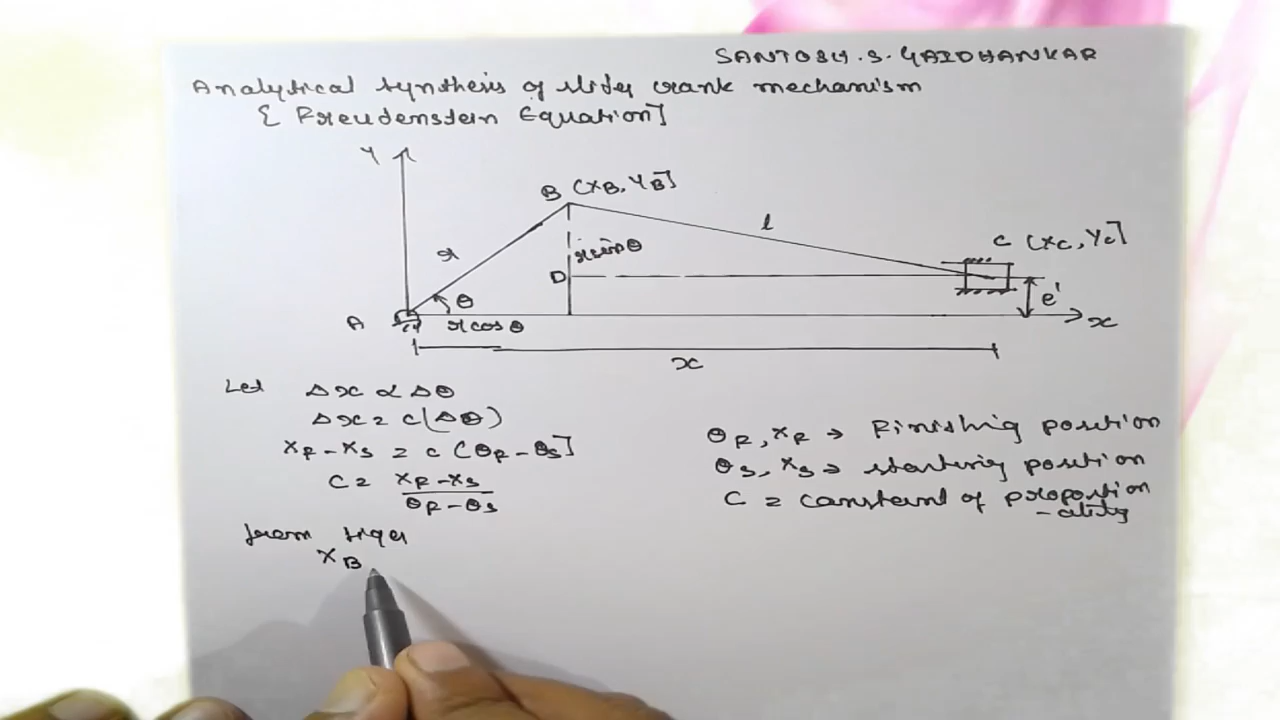 SANTOSH.S.GAIDHANKAR
Analytical synthesis of slider crank mechanism
[ Freudenstein Equation]
Y
B (XB, YB]
l
r
r sinθ
C (XC, YC]
D
θ
e'
A
r cosθ
x
x
Let Δx α Δθ
Δx = c(Δθ)
XF - XS = c [θF - θS]
C = XF - XS / θF - θS
θF, XF → Finishing position
θS, XS → starting position
C = constant of proportion
-ality
from
XB